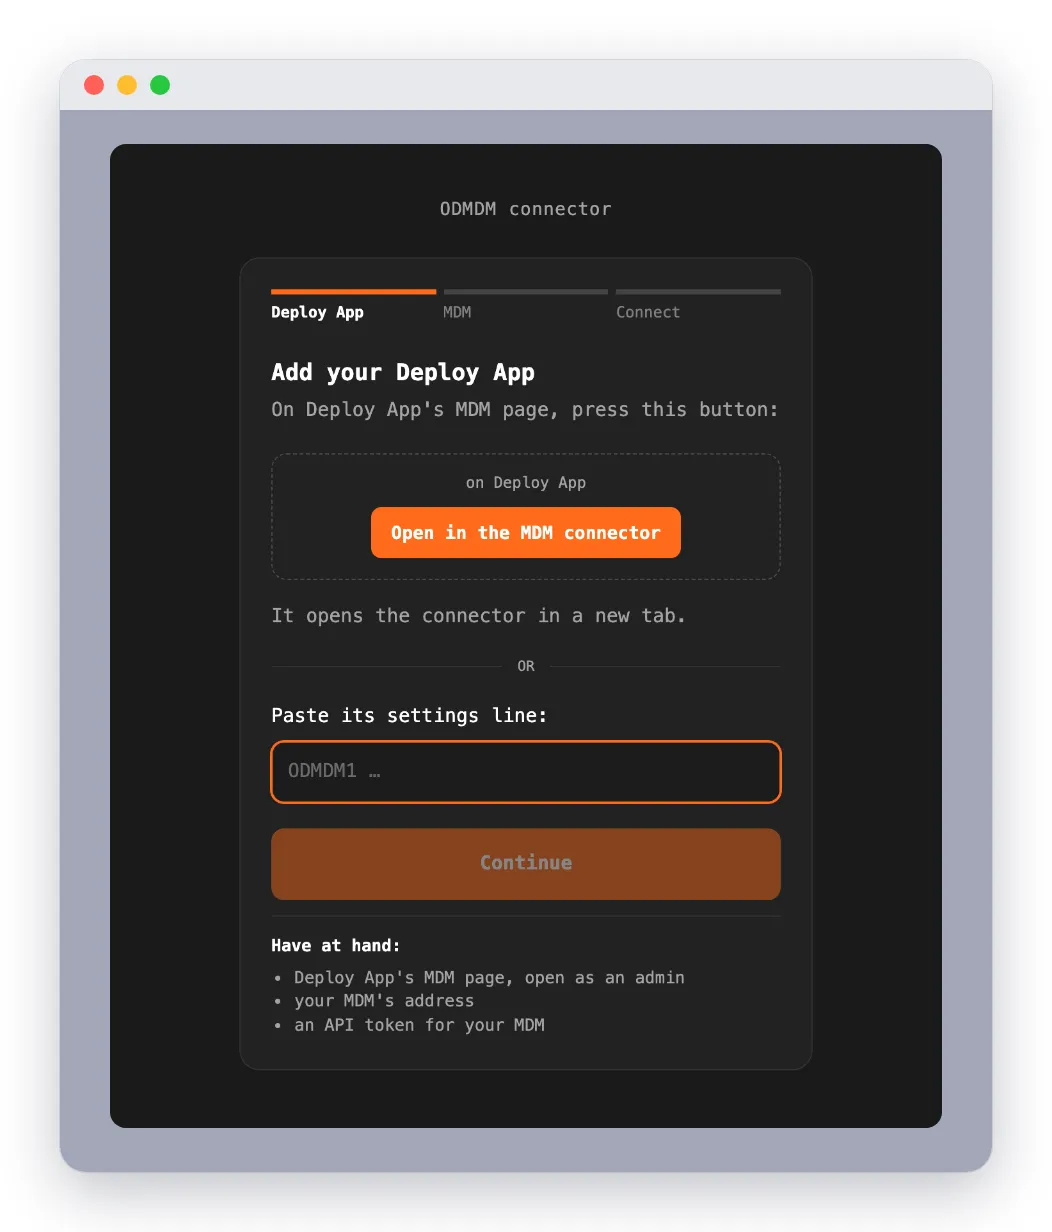 ODMDM connector
Deploy App
MDM
Connect
Add your Deploy App
On Deploy App's MDM page, press this button:
on Deploy App
Open in the MDM connector
It opens the connector in a new tab.
OR
Paste its settings line:
ODMDM1 …
Continue
Have at hand:
• Deploy App's MDM page, open as an admin
• your MDM's address
• an API token for your MDM